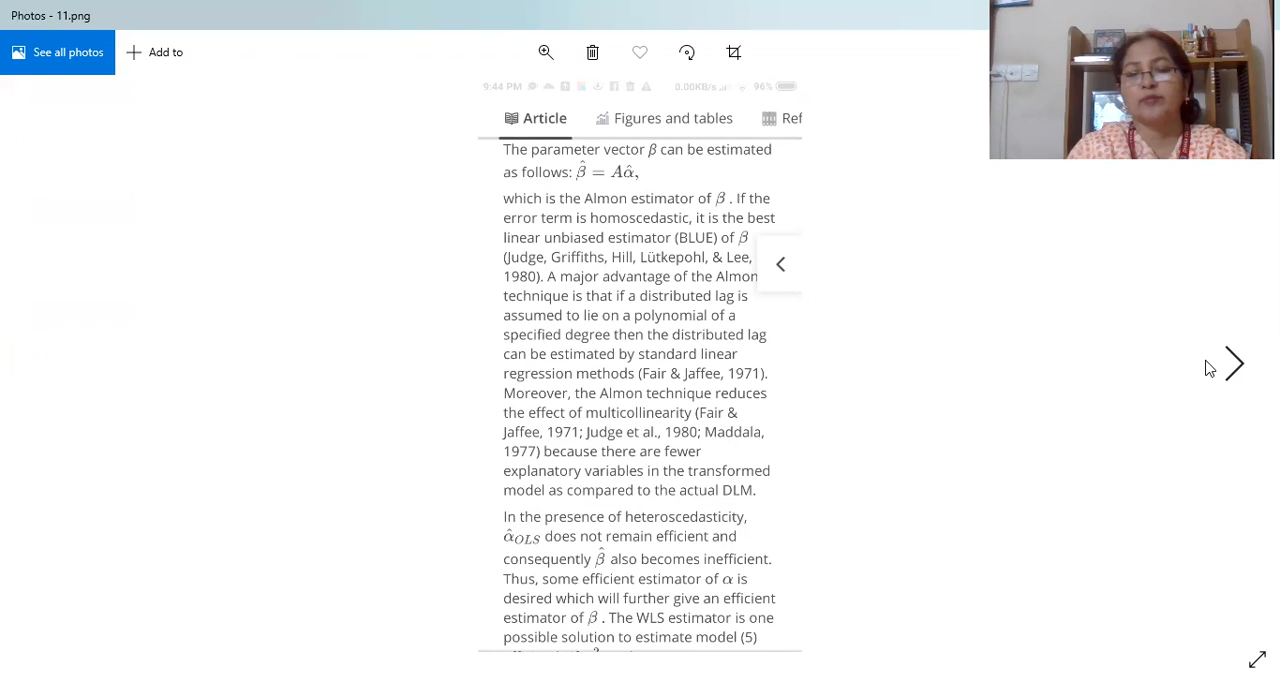 Photos - 11.png
See all photos
Add to
9:44 PM 0.00KB/s 96%
Article Figures and tables Ref
The parameter vector β can be estimated
as follows: β̂ = Aα̂,
which is the Almon estimator of β . If the
error term is homoscedastic, it is the best
linear unbiased estimator (BLUE) of β
(Judge, Griffiths, Hill, Lütkepohl, & Lee,
1980). A major advantage of the Almon
technique is that if a distributed lag is
assumed to lie on a polynomial of a
specified degree then the distributed lag
can be estimated by standard linear
regression methods (Fair & Jaffee, 1971).
Moreover, the Almon technique reduces
the effect of multicollinearity (Fair &
Jaffee, 1971; Judge et al., 1980; Maddala,
1977) because there are fewer
explanatory variables in the transformed
model as compared to the actual DLM.
In the presence of heteroscedasticity,
α̂OLS does not remain efficient and
consequently β̂ also becomes inefficient.
Thus, some efficient estimator of α is
desired which will further give an efficient
estimator of β . The WLS estimator is one
possible solution to estimate model (5)